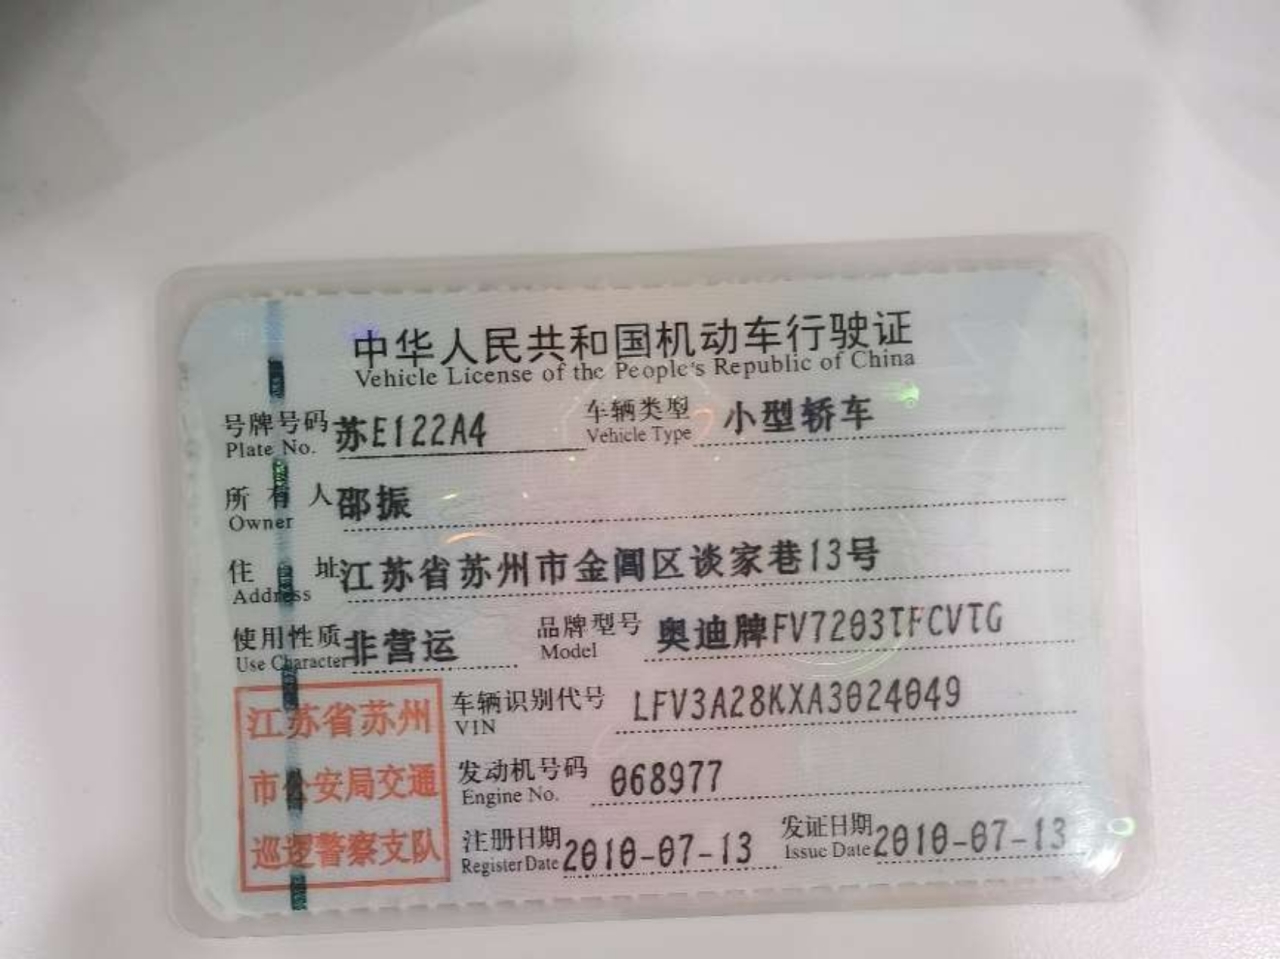 中华人民共和国机动车行驶证
Vehicle License of the People's Republic of China
号牌号码 苏E122A4 车辆类型 小型轿车
Plate No. Vehicle Type
所有人 邵振
Owner
住址 江苏省苏州市金阊区谈家巷13号
Address
使用性质 非营运 品牌型号 奥迪牌FV7203TFCVTG
Use Character Model
江苏省苏州
市公安局交通
巡逻警察支队
车辆识别代号 LFV3A28KXA3024049
VIN
发动机号码 068977
Engine No.
注册日期 2010-07-13 发证日期 2010-07-13
Register Date Issue Date